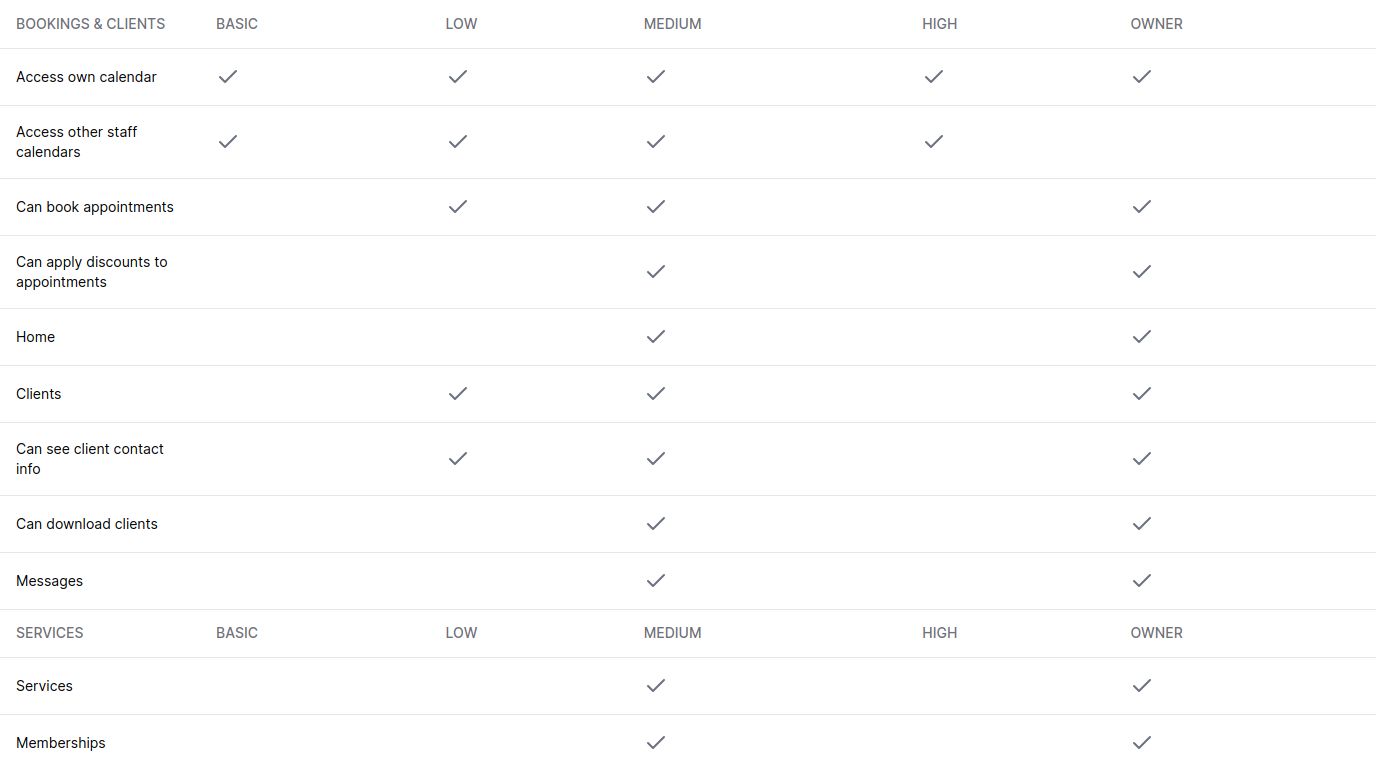 BOOKINGS & CLIENTS BASIC LOW MEDIUM HIGH OWNER
Access own calendar
Access other staff
calendars
Can book appointments
Can apply discounts to
appointments
Home
Clients
Can see client contact
info
Can download clients
Messages
SERVICES BASIC LOW MEDIUM HIGH OWNER
Services
Memberships